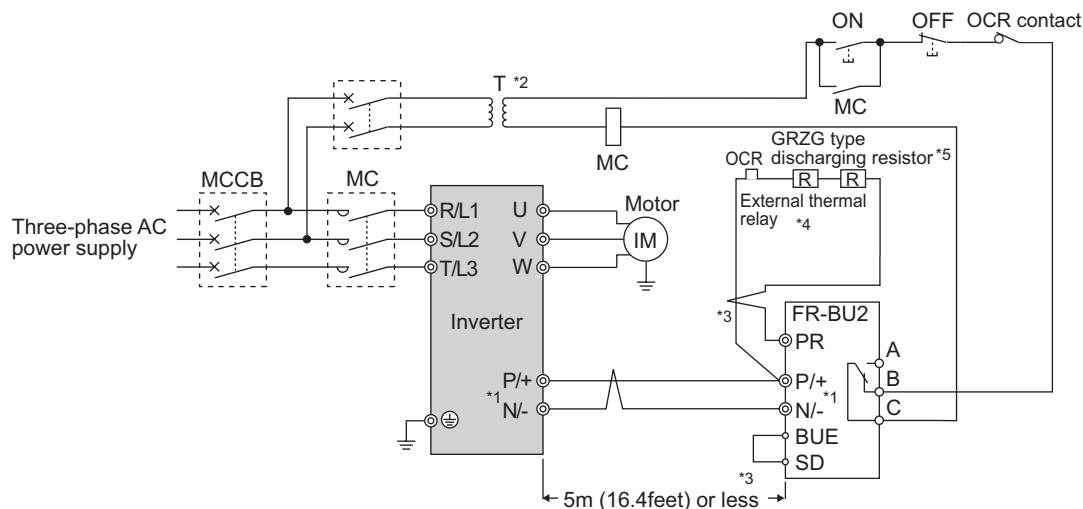 ON
OFF
OCR contact
T *2
MC
MC
GRZG type
discharging resistor *5
OCR
R
R
External thermal
relay *4
MCCB
MC
Three-phase AC
power supply
R/L1
S/L2
T/L3
U
V
W
Motor
IM
Inverter
*3
FR-BU2
PR
A
B
C
P/+
*1
N/-
P/+
*1
N/-
BUE
SD
*3
5m (16.4feet) or less